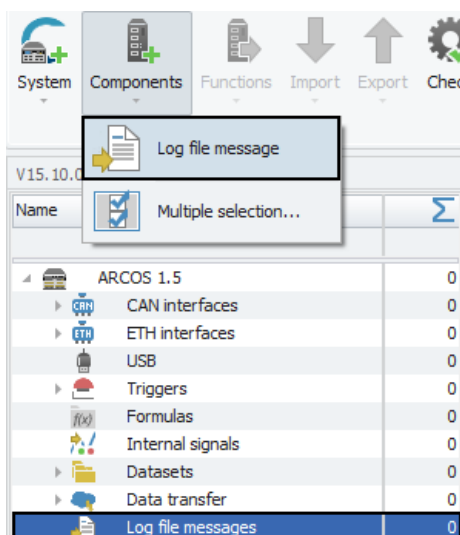 System Components Functions Import Export Chec
Log file message
V15.10.0
Multiple selection...
Name Σ
ARCOS 1.5 0
CAN CAN interfaces 0
ETH ETH interfaces 0
USB 0
Triggers 0
f(x) Formulas 0
Internal signals 0
Datasets 0
Data transfer 0
Log file messages 0